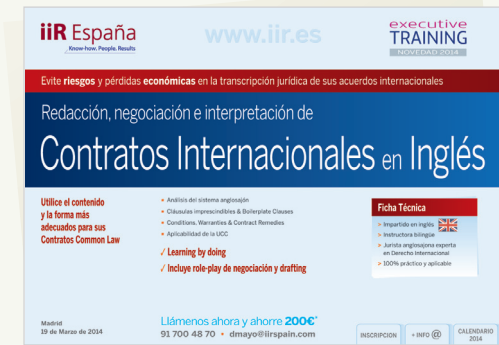 iiR España
Know-how. People. Results
www.iir.es
executive
TRAINING
NOVEDAD 2014
Evite riesgos y pérdidas económicas en la transcripción jurídica de sus acuerdos internacionales
Redacción, negociación e interpretación de
Contratos Internacionales en Inglés
Utilice el contenido
y la forma más
adecuados para sus
Contratos Common Law
• Análisis del sistema anglosajón
• Cláusulas imprescindibles & Boilerplate Clauses
• Conditions, Warranties & Contract Remedies
• Aplicabilidad de la UCC
✓ Learning by doing
✓ Incluye role-play de negociación y drafting
Ficha Técnica
> Impartido en inglés
> Instructora bilingüe
> Jurista anglosajona experta
en Derecho Internacional
> 100% práctico y aplicable
Madrid
19 de Marzo de 2014
Llámenos ahora y ahorre 200€*
91 700 48 70 • dmayo@iirspain.com
INSCRIPCION
+ INFO @
CALENDARIO
2014